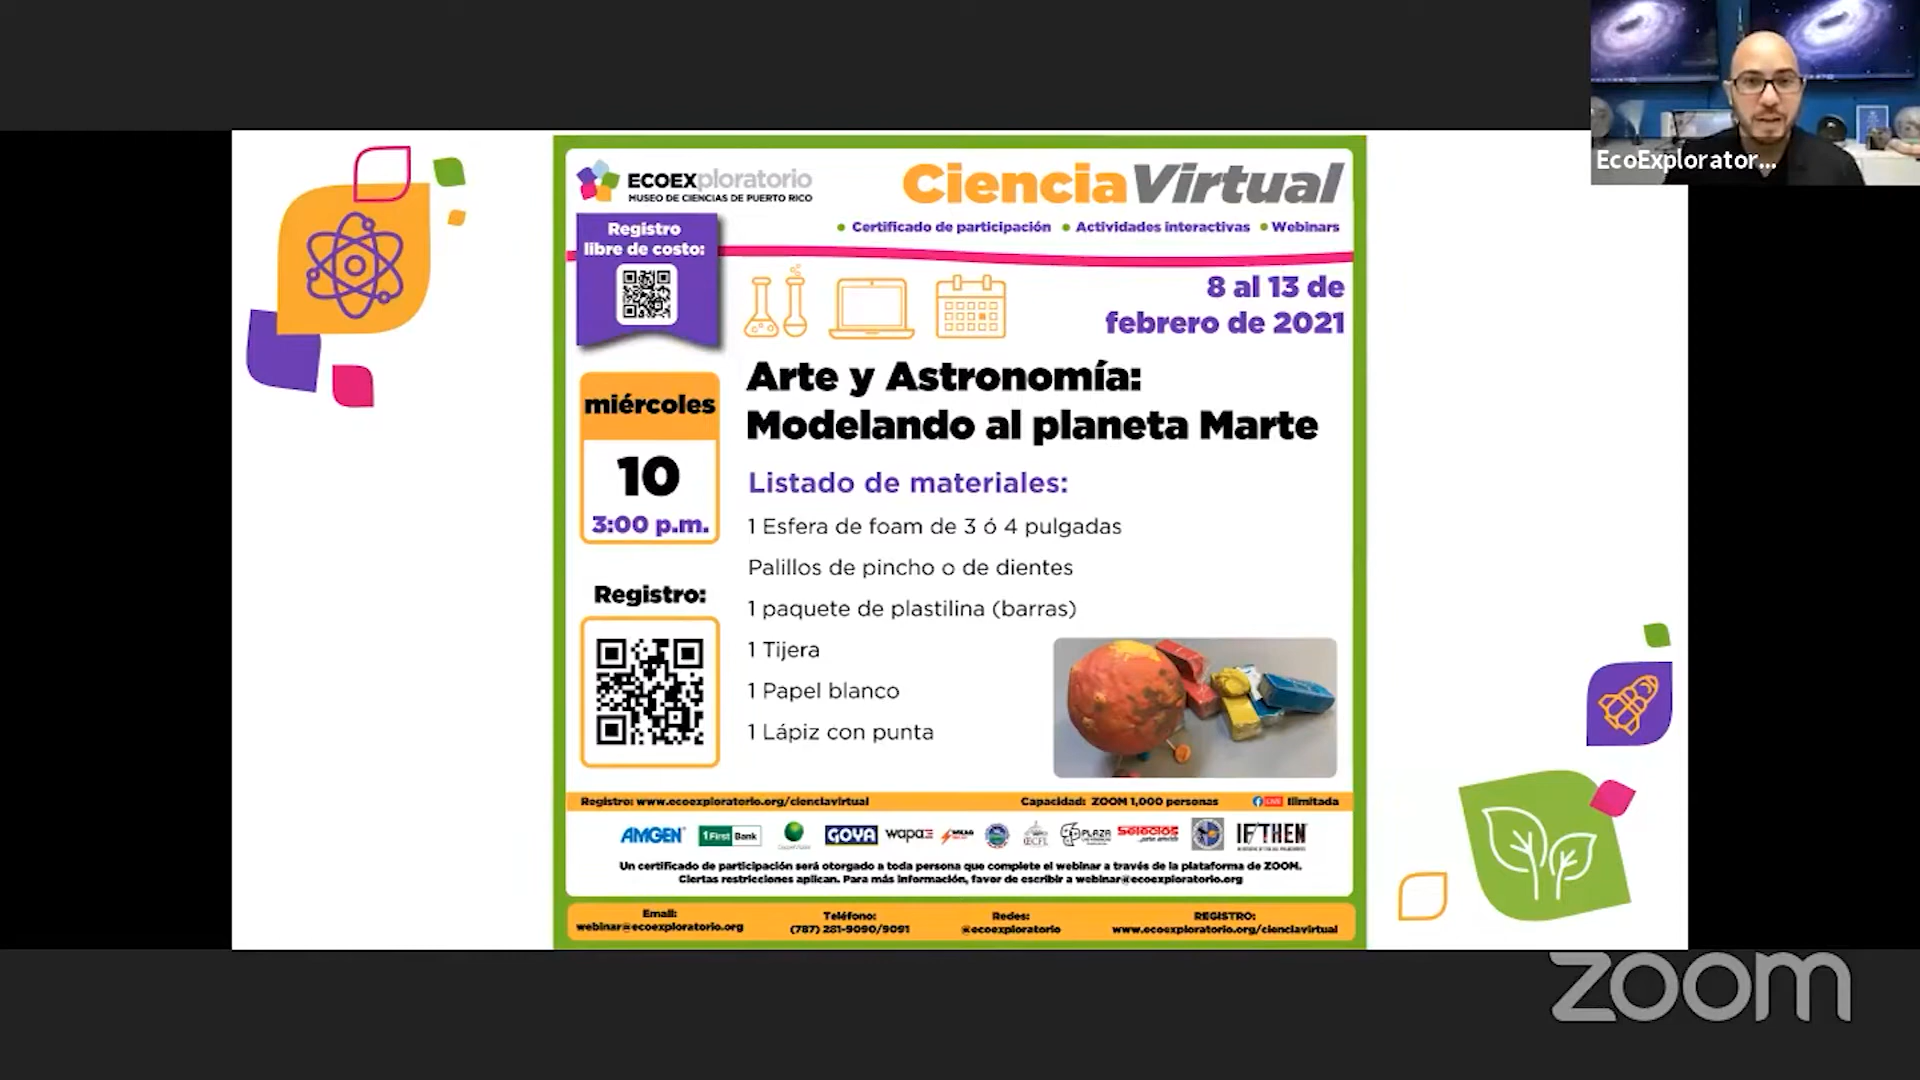 EcoExplorator...
ECOEXploratorio
MUSEO DE CIENCIAS DE PUERTO RICO
CienciaVirtual
• Certificado de participación • Actividades interactivas • Webinars
Registro
libre de costo:
8 al 13 de
febrero de 2021
miércoles
10
3:00 p.m.
Registro:
Arte y Astronomía:
Modelando al planeta Marte
Listado de materiales:
1 Esfera de foam de 3 ó 4 pulgadas
Palillos de pincho o de dientes
1 paquete de plastilina (barras)
1 Tijera
1 Papel blanco
1 Lápiz con punta
Registro: www.ecoexploratorio.org/cienciavirtual
Capacidad: ZOOM 1,000 personas
LIVE Ilimitada
AMGEN
1FirstBank
GOYA
wapa
PLAZA
Selectos
IF/THEN
Un certificado de participación será otorgado a toda persona que complete el webinar a través de la plataforma de ZOOM.
Ciertas restricciones aplican. Para más información, favor de escribir a webinar@ecoexploratorio.org
Email:
webinar@ecoexploratorio.org
Teléfono:
(787) 281-9090/9091
Redes:
@ecoexploratorio
REGISTRO:
www.ecoexploratorio.org/cienciavirtual
zoom